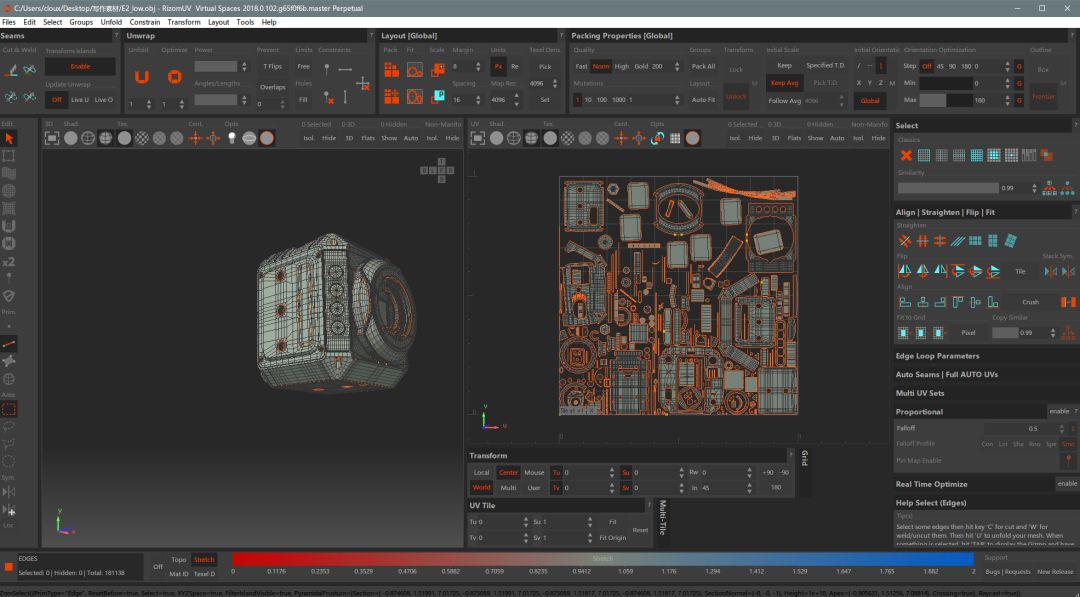 C:/Users/cloux/Desktop/写作素材/E2_low.obj - RizomUV Virtual Spaces 2018.0.102.g65f0f6b.master Perpetual
Files Edit Select Groups Unfold Constrain Transform Layout Tools Help
Seams ? Unwrap ? Layout [Global] ? Packing Properties [Global]
Cut & Weld Transform Islands Unfold Optimize Power Prevent Limits Constraints Pack Fit Scale Margin Units Texel Dens. Quality Groups Transform Initial Scale Initial Orientatic Orientation Optimization Outline
Enable T Flips Free 8 Px Re Pick Fast Norm High Gold 200 Pack All Lock Keep Specified T.D. / -- | Step Off 45 90 180 0 G Box
Update Unwrap Angles/Lengths Overlaps Holes Spacing Map Rez 4096 Mutations Layout Keep Avg Pick T.D. X Y Z Min 0 G
Off Live U Live O 1 1 0 Fill 16 4096 Set 1 10 100 1000 1 Auto Fit Unlock Follow Avg 4096 Global Max 180 G Frontier
Edit. 3D Shad. Tex. Cent. Opts 0 Selected 0 3D 0 Hidden Non-Manifo UV Shad. Tex. Cent. Opts 0 Selected 0 3D 0 Hidden Non-Manifo
Isol. Hide 3D Flats Show Auto Isol. Hide Isol. Hide 3D Flats Show Auto Isol. Hide
Select ?
Classics
Similarity
0.99
Align | Straighten | Flip | Fit ?
Straighten
Flip Stack Sym.
Tile
Align
Crush
Fit to Grid Copy Similar
Pixel 0.99
Edge Loop Parameters
Auto Seams | Full AUTO UVs
Multi UV Sets
Proportional enable ?
Falloff 0.5
Falloff Profile Con Lot Sha Rno Spe Smo
Pin Map Enable
Real Time Optimize enable
Help Select (Edges)
Tip(s)
Select some edges then hit key 'C' for cut and 'W' for
weld/uncut them. Then hit 'U' to unfold your mesh. When
something is selected, hit 'TAB' to display the Gizmo and have
x2
Prim.
Area
Sym.
Loc
T
B L F R
B
y
x
1
0
V
U
0 1
Transform ? Grid
Local Center Mouse Tu 0 Su 0 Rw 0 +90 -90
World Multi User Tv 0 Sv 0 In 45 180
UV Tile ? Multi-Tile
Tu 0 Su 1 Fit Reset
Tv 0 Sv 1 Fit Origin
EDGES
Selected: 0 | Hidden: 0 | Total: 181138
Off Topo Stretch
Mat ID Texel D
Stretch
0 0.1176 0.2353 0.3529 0.4706 0.5882 0.7059 0.8235 0.9412 1.059 1.176 1.294 1.412 1.529 1.647 1.765 1.882 2
Support
Bugs | Requests New Release